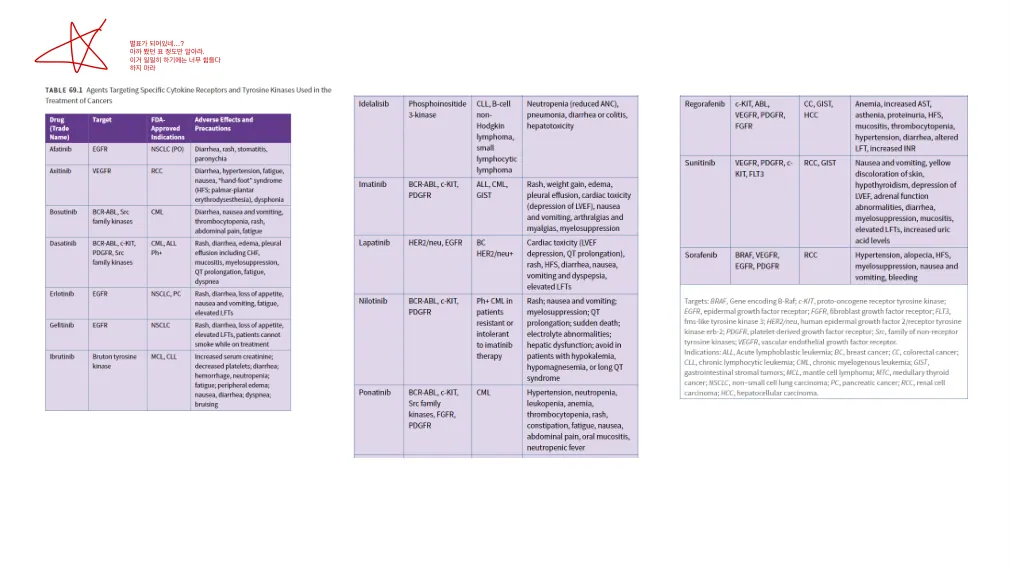 별표가 되어있네...?
아까 봤던 표 정도만 알아라.
이거 일일히 하기에는 너무 힘들다
하지 마라
TABLE 69.1 Agents Targeting Specific Cytokine Receptors and Tyrosine Kinases Used in the
Treatment of Cancers
Drug (Trade Name) Target FDA-Approved Indications Adverse Effects and Precautions
Afatinib EGFR NSCLC (PO) Diarrhea, rash, stomatitis,
paronychia
Axitinib VEGFR RCC Diarrhea, hypertension, fatigue,
nausea, "hand-foot" syndrome
(HFS; palmar-plantar
erythrodysesthesia), dysphonia
Bosutinib BCR-ABL, Src family kinases CML Diarrhea, nausea and vomiting,
thrombocytopenia, rash,
abdominal pain, fatigue
Dasatinib BCR-ABL, c-KIT, PDGFR, Src family kinases CML, ALL Ph+ Rash, diarrhea, edema, pleural
effusion including CHF,
mucositis, myelosuppression,
QT prolongation, fatigue,
dyspnea
Erlotinib EGFR NSCLC, PC Rash, diarrhea, loss of appetite,
nausea and vomiting, fatigue,
elevated LFTs
Gefitinib EGFR NSCLC Rash, diarrhea, loss of appetite,
elevated LFTs, patients cannot
smoke while on treatment
Ibrutinib Bruton tyrosine kinase MCL, CLL Increased serum creatinine;
decreased platelets; diarrhea;
hemorrhage, neutropenia;
fatigue; peripheral edema;
nausea, diarrhea; dyspnea;
bruising
Idelalisib Phosphoinositide 3-kinase CLL, B-cell non-Hodgkin lymphoma, small lymphocytic lymphoma Neutropenia (reduced ANC),
pneumonia, diarrhea or colitis,
hepatotoxicity
Imatinib BCR-ABL, c-KIT, PDGFR ALL, CML, GIST Rash, weight gain, edema,
pleural effusion, cardiac toxicity
(depression of LVEF), nausea
and vomiting, arthralgias and
myalgias, myelosuppression
Lapatinib HER2/neu, EGFR BC HER2/neu+ Cardiac toxicity (LVEF
depression, QT prolongation),
rash, HFS, diarrhea, nausea,
vomiting and dyspepsia,
elevated LFTs
Nilotinib BCR-ABL, c-KIT, PDGFR Ph+ CML in patients resistant or intolerant to imatinib therapy Rash; nausea and vomiting;
myelosuppression; QT
prolongation; sudden death;
electrolyte abnormalities;
hepatic dysfunction; avoid in
patients with hypokalemia,
hypomagnesemia, or long QT
syndrome
Ponatinib BCR-ABL, c-KIT, Src family kinases, FGFR, PDGFR CML Hypertension, neutropenia,
leukopenia, anemia,
thrombocytopenia, rash,
constipation, fatigue, nausea,
abdominal pain, oral mucositis,
neutropenic fever
Regorafenib c-KIT, ABL, VEGFR, PDGFR, FGFR CC, GIST, HCC Anemia, increased AST,
asthenia, proteinuria, HFS,
mucositis, thrombocytopenia,
hypertension, diarrhea, altered
LFT, increased INR
Sunitinib VEGFR, PDGFR, c-KIT, FLT3 RCC, GIST Nausea and vomiting, yellow
discoloration of skin,
hypothyroidism, depression of
LVEF, adrenal function
abnormalities, diarrhea,
myelosuppression, mucositis,
elevated LFTs, increased uric
acid levels
Sorafenib BRAF, VEGFR, EGFR, PDGFR RCC Hypertension, alopecia, HFS,
myelosuppression, nausea and
vomiting, bleeding
Targets: BRAF, Gene encoding B-Raf; c-KIT, proto-oncogene receptor tyrosine kinase;
EGFR, epidermal growth factor receptor; FGFR, fibroblast growth factor receptor; FLT3,
fms-like tyrosine kinase 3; HER2/neu, human epidermal growth factor 2/receptor tyrosine
kinase erb-2; PDGFR, platelet-derived growth factor receptor; Src, family of non-receptor
tyrosine kinases; VEGFR, vascular endothelial growth factor receptor.
Indications: ALL, Acute lymphoblastic leukemia; BC, breast cancer; CC, colorectal cancer;
CLL, chronic lymphocytic leukemia; CML, chronic myelogenous leukemia; GIST,
gastrointestinal stromal tumors; MCL, mantle cell lymphoma; MTC, medullary thyroid
cancer; NSCLC, non-small cell lung carcinoma; PC, pancreatic cancer; RCC, renal cell
carcinoma; HCC, hepatocellular carcinoma.